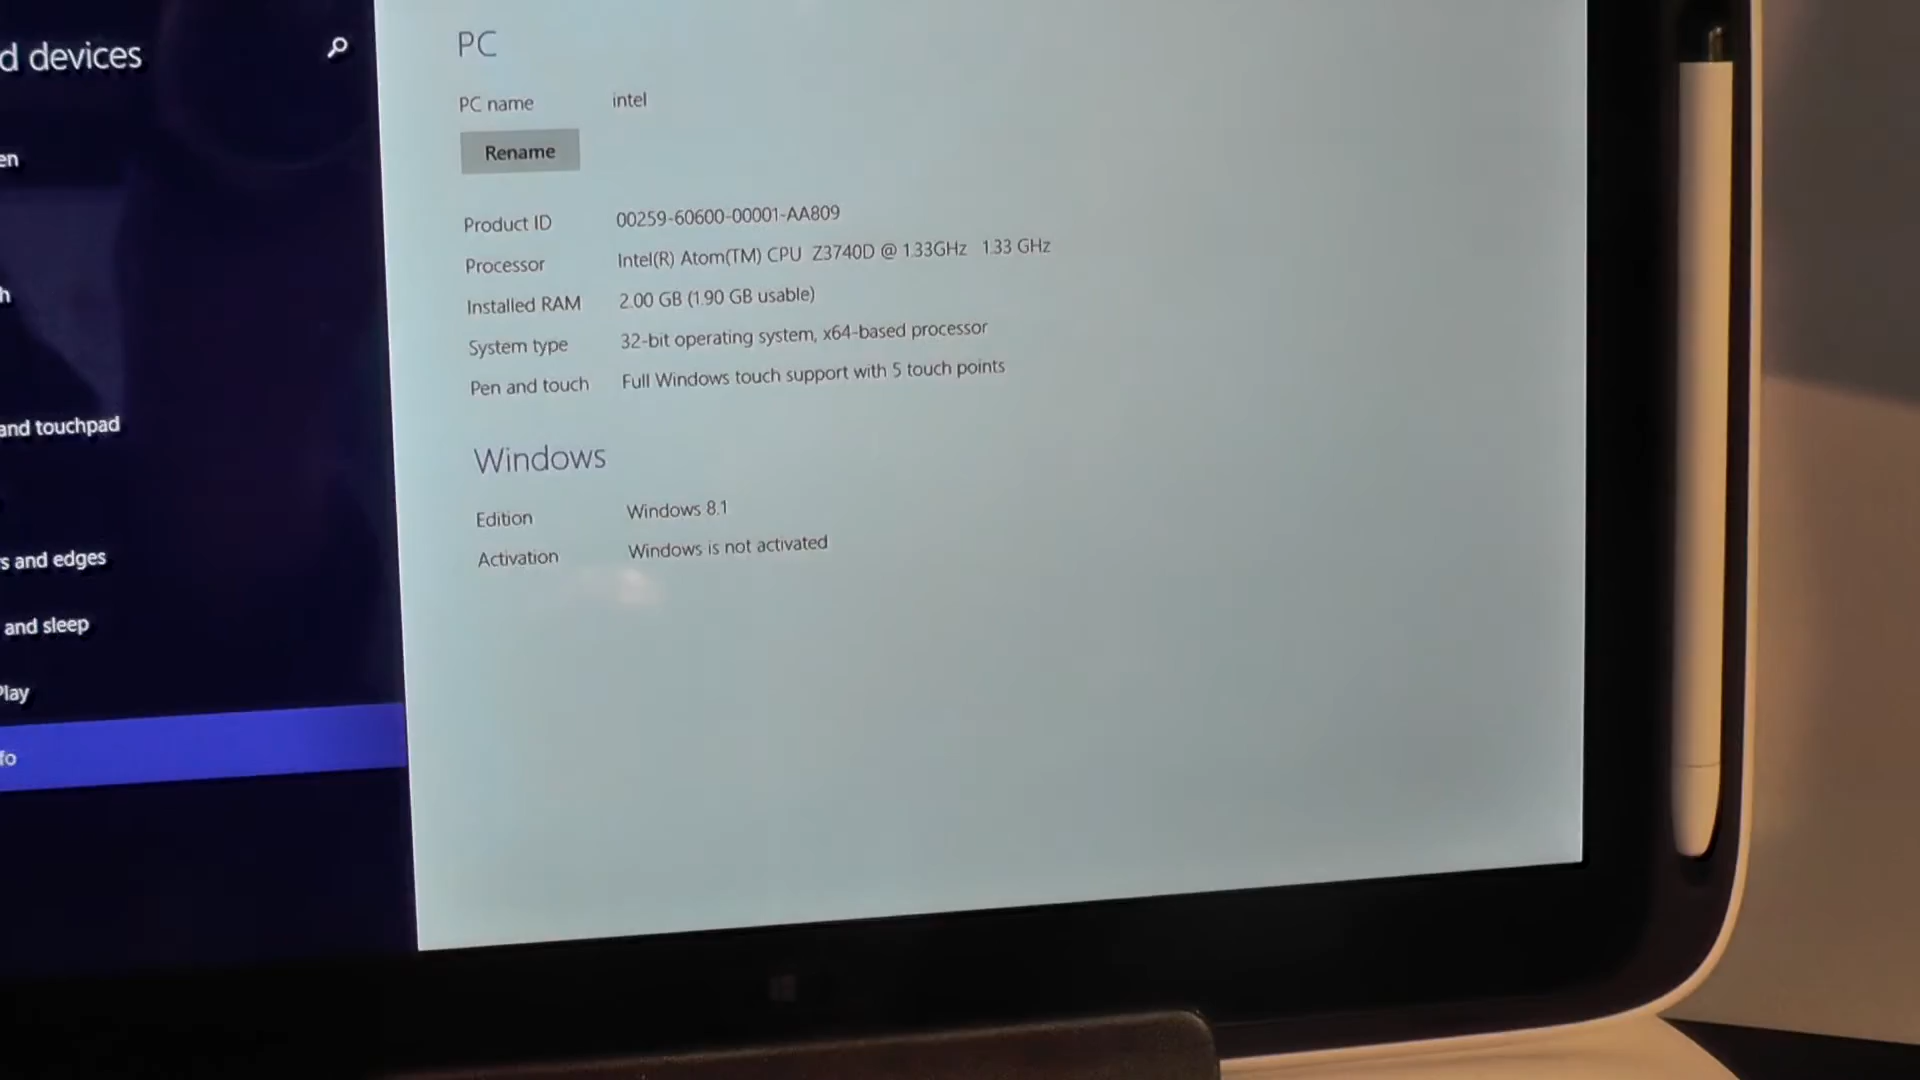 d devices
en
h
and touchpad
s and edges
and sleep
Play
fo
PC
PC name intel
Rename
Product ID 00259-60600-00001-AA809
Processor Intel(R) Atom(TM) CPU Z3740D @ 1.33GHz 1.33 GHz
Installed RAM 2.00 GB (1.90 GB usable)
System type 32-bit operating system, x64-based processor
Pen and touch Full Windows touch support with 5 touch points
Windows
Edition Windows 8.1
Activation Windows is not activated